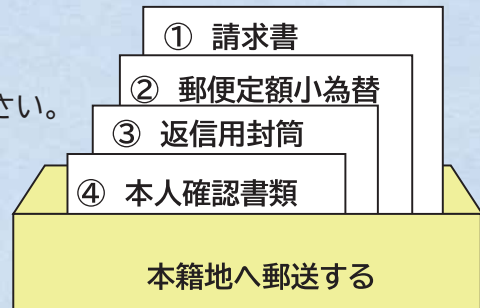 ① 請求書
② 郵便定額小為替
さい。
③ 返信用封筒
④ 本人確認書類
本籍地へ郵送する